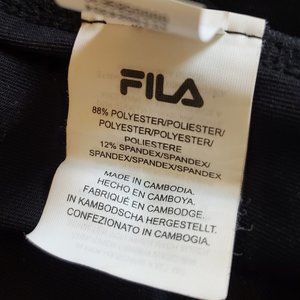 FILA
88% POLYESTER/POLIESTER/
POLYESTER/POLYESTER/
POLIESTERE
12% SPANDEX/SPANDEX/
SPANDEX/SPANDEX/SPANDEX
MADE IN CAMBODIA.
HECHO EN CAMBOYA.
FABRIQUÉ EN CAMBODGE.
IN KAMBODSCHA HERGESTELLT.
CONFEZIONATO IN CAMBOGIA.